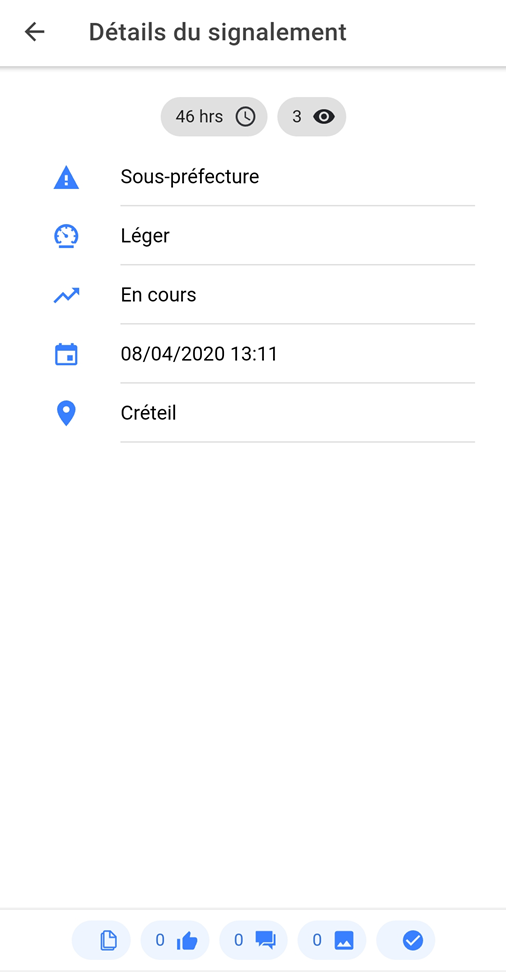 Détails du signalement
46 hrs 3
Sous-préfecture
Léger
En cours
08/04/2020 13:11
Créteil
0 0 0